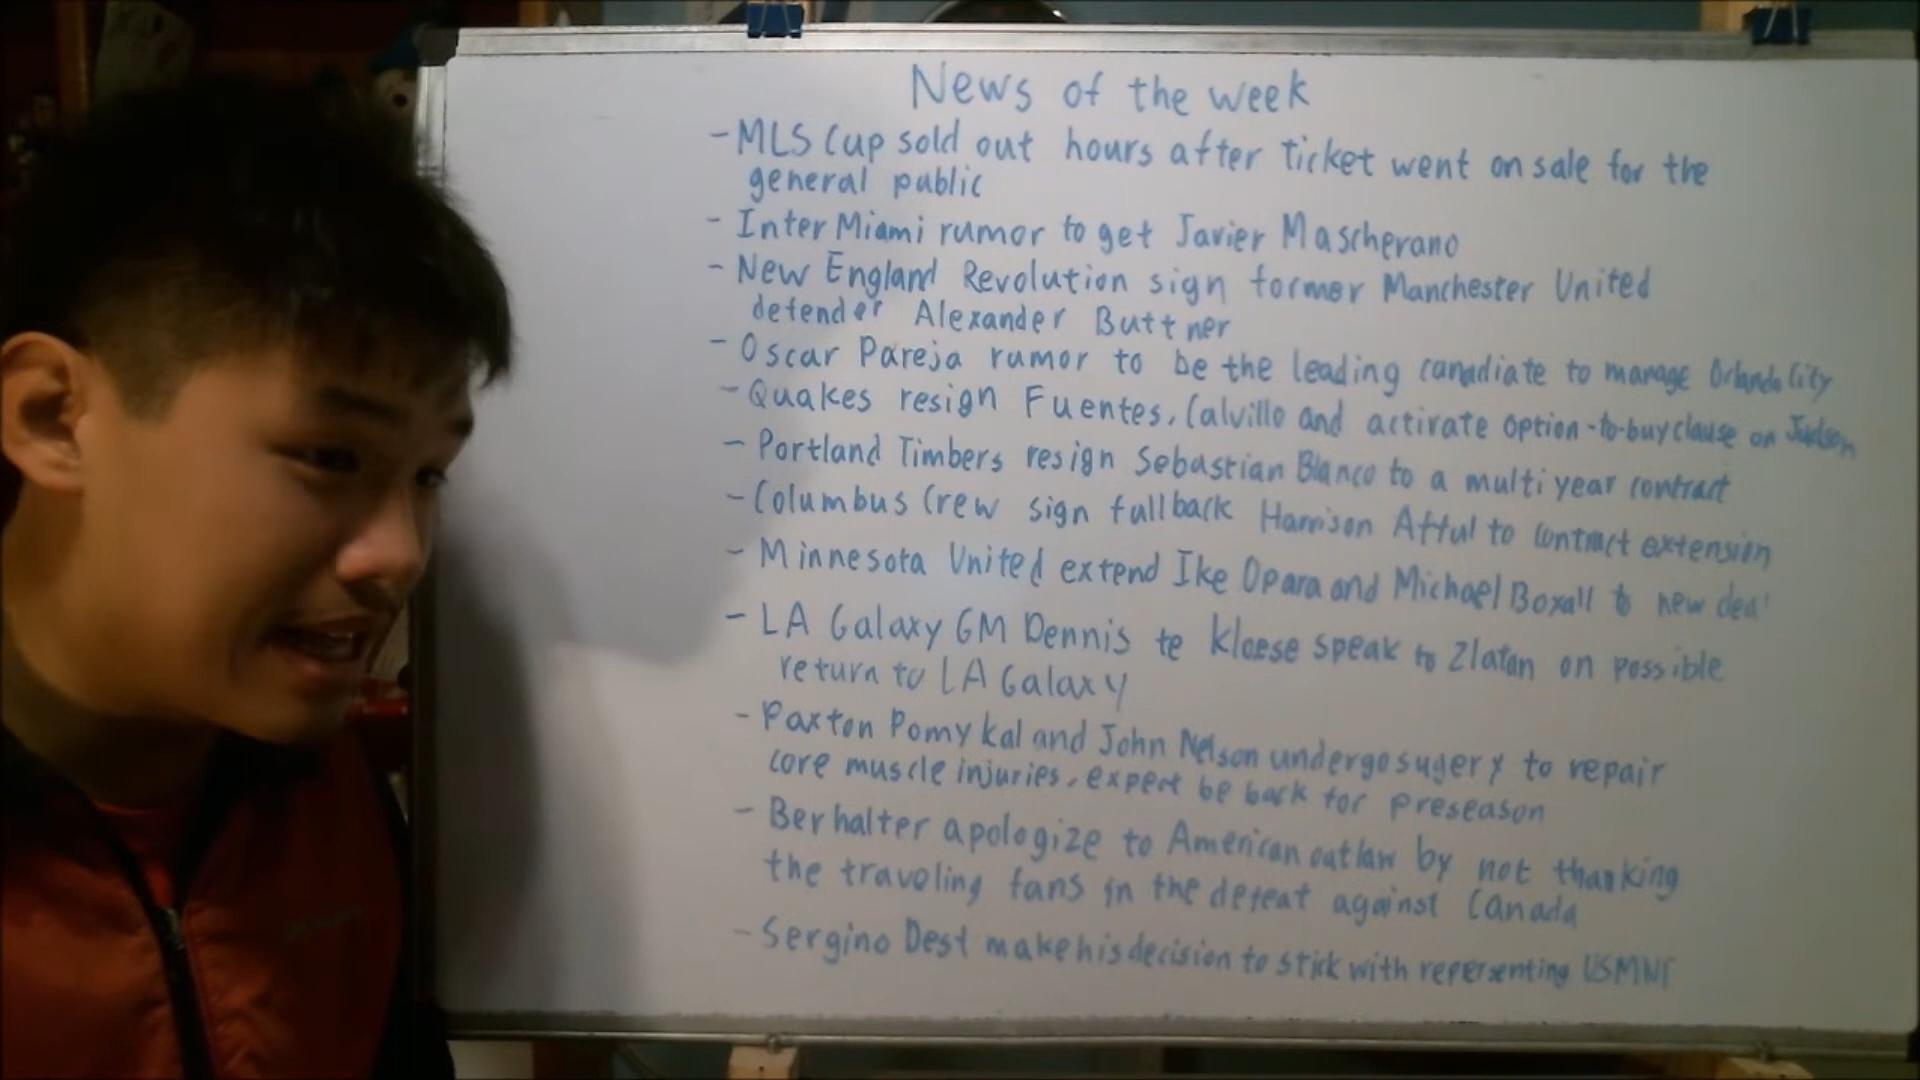 News of the week
- MLS Cup sold out hours after ticket went on sale for the
general public
- Inter Miami rumor to get Javier Mascherano
- New England Revolution sign former Manchester United
defender Alexander Buttner
- Oscar Pareja rumor to be the leading canadiate to manage Orlando City
- Quakes resign Fuentes, Calvillo and activate option-to-buy clause on Judson
- Portland Timbers resign Sebastian Blanco to a multi year contract
- Columbus Crew sign fullback Harrison Afful to contract extension
- Minnesota United extend Ike Opara and Michael Boxall to new deal
- LA Galaxy GM Dennis te kloese speak to Zlatan on possible
return to LA Galaxy
- Paxton Pomykal and John Nelson undergo sugery to repair
core muscle injuries, expect be back for preseason
- Berhalter apologize to American outlaw by not thanking
the traveling fans in the defeat against Canada
- Sergino Dest make his decision to stick with repersenting USMNT